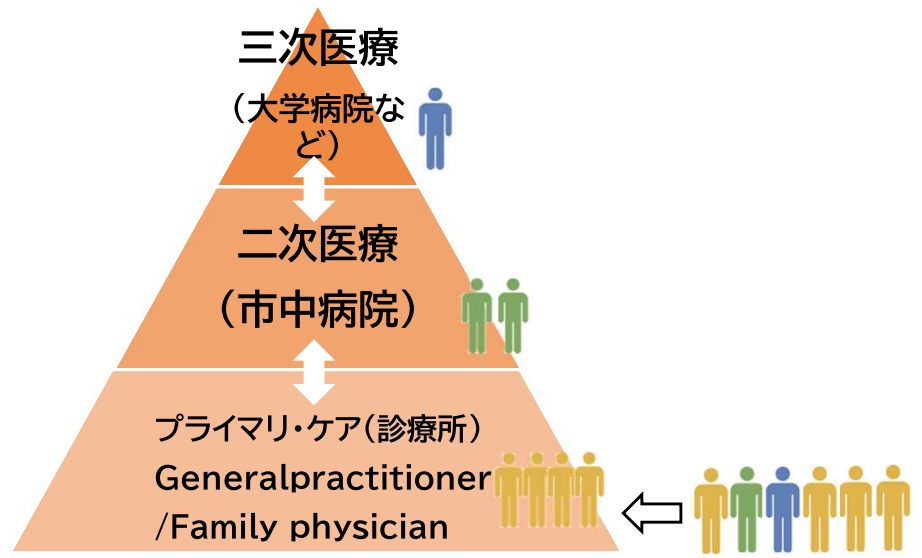 三次医療
（大学病院な
ど）
二次医療
（市中病院）
プライマリ・ケア（診療所）
Generalpractitioner
/Family physician